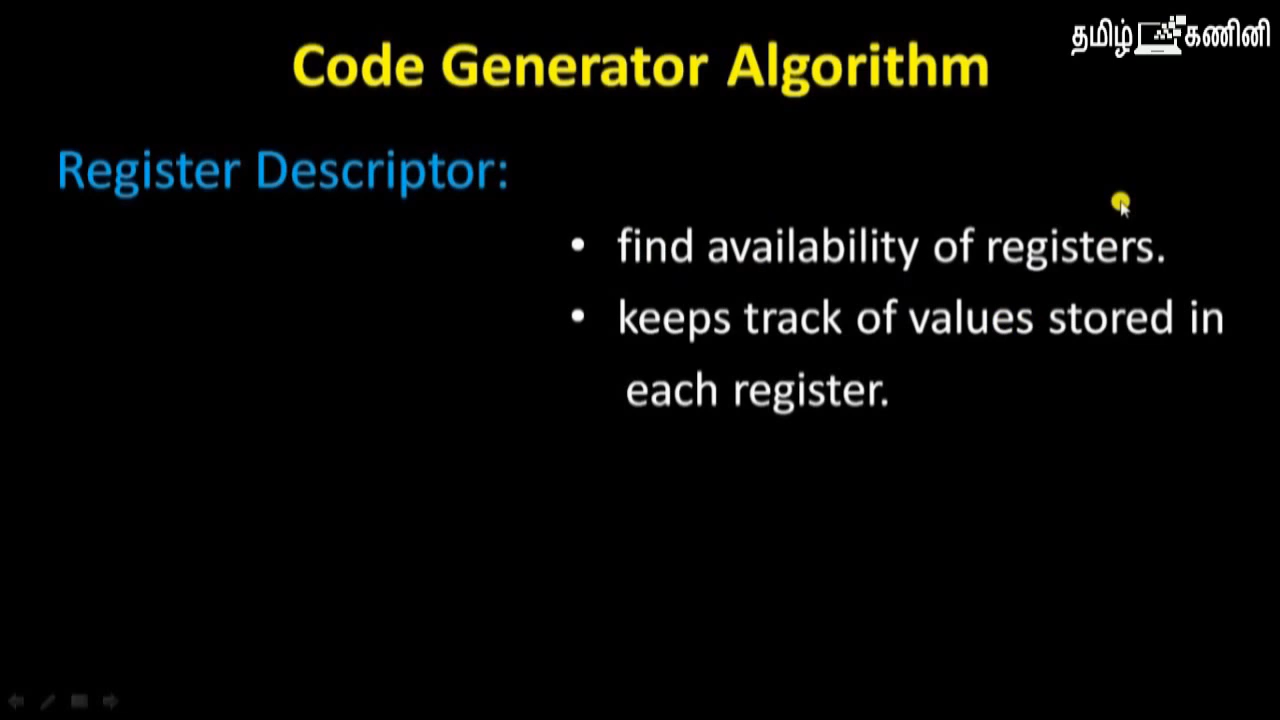 தமிழ் கணினி
Code Generator Algorithm
Register Descriptor:
• find availability of registers.
• keeps track of values stored in
each register.